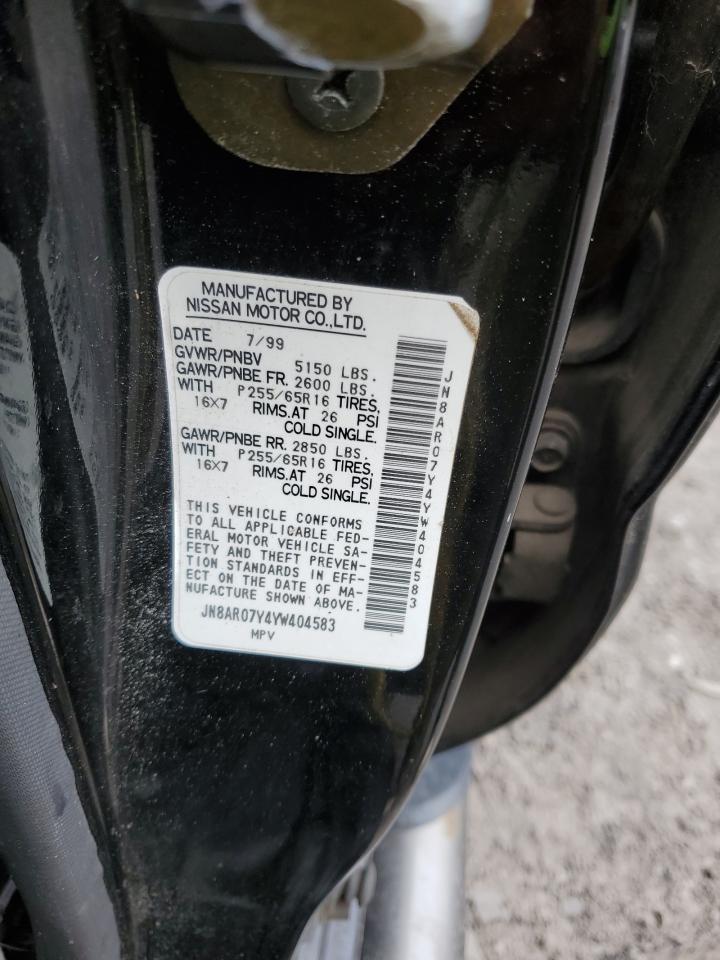 MANUFACTURED BY
NISSAN MOTOR CO.,LTD.
DATE 7/99
GVWR/PNBV 5150 LBS.
GAWR/PNBE FR. 2600 LBS.
WITH P255/65R16 TIRES,
16X7 RIMS.AT 26 PSI
COLD SINGLE.
GAWR/PNBE RR. 2850 LBS.
WITH P255/65R16 TIRES,
16X7 RIMS.AT 26 PSI
COLD SINGLE.
THIS VEHICLE CONFORMS
TO ALL APPLICABLE FED-
ERAL MOTOR VEHICLE SA-
FETY AND THEFT PREVEN-
TION STANDARDS IN EFF-
ECT ON THE DATE OF MA-
NUFACTURE SHOWN ABOVE.
JN8AR07Y4YW404583
MPV
JN8AR07Y4YW404583